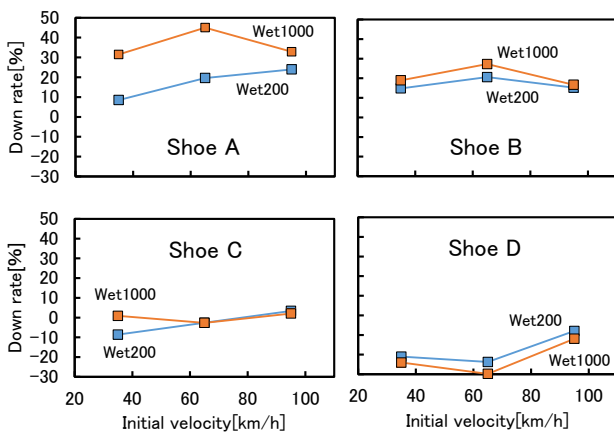 Down rate[%]
50
40
30
20
10
0
-10
-20
-30
Wet1000
Wet200
Shoe A
Wet1000
Wet200
Shoe B
Down rate[%]
50
40
30
20
10
0
-10
-20
-30
Shoe C
Wet1000
Wet200
20 40 60 80 100
Initial velocity[km/h]
Shoe D
Wet200
Wet1000
20 40 60 80 100
Initial velocity[km/h]